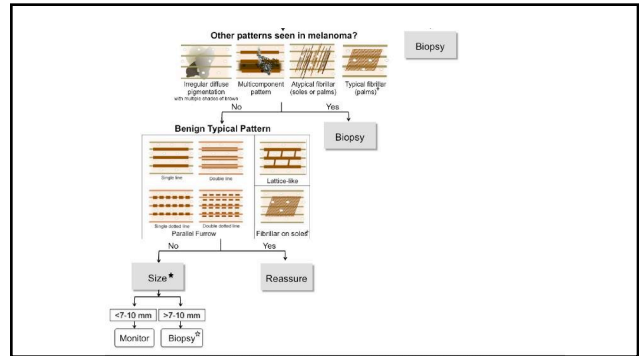 Other patterns seen in melanoma?
Biopsy
Irregular diffuse
pigmentation
with multiple shades of brown
Multicomponent
pattern
Atypical fibrillar
(soles or palms)
Typical fibrillar
(palms)*
No
Yes
Benign Typical Pattern
Biopsy
Single line
Double line
Lattice-like
Single dotted line
Double dotted line
Parallel Furrow
Fibrillar on soles
No
Yes
Size★
Reassure
<7-10 mm
>7-10 mm
Monitor
Biopsy☆